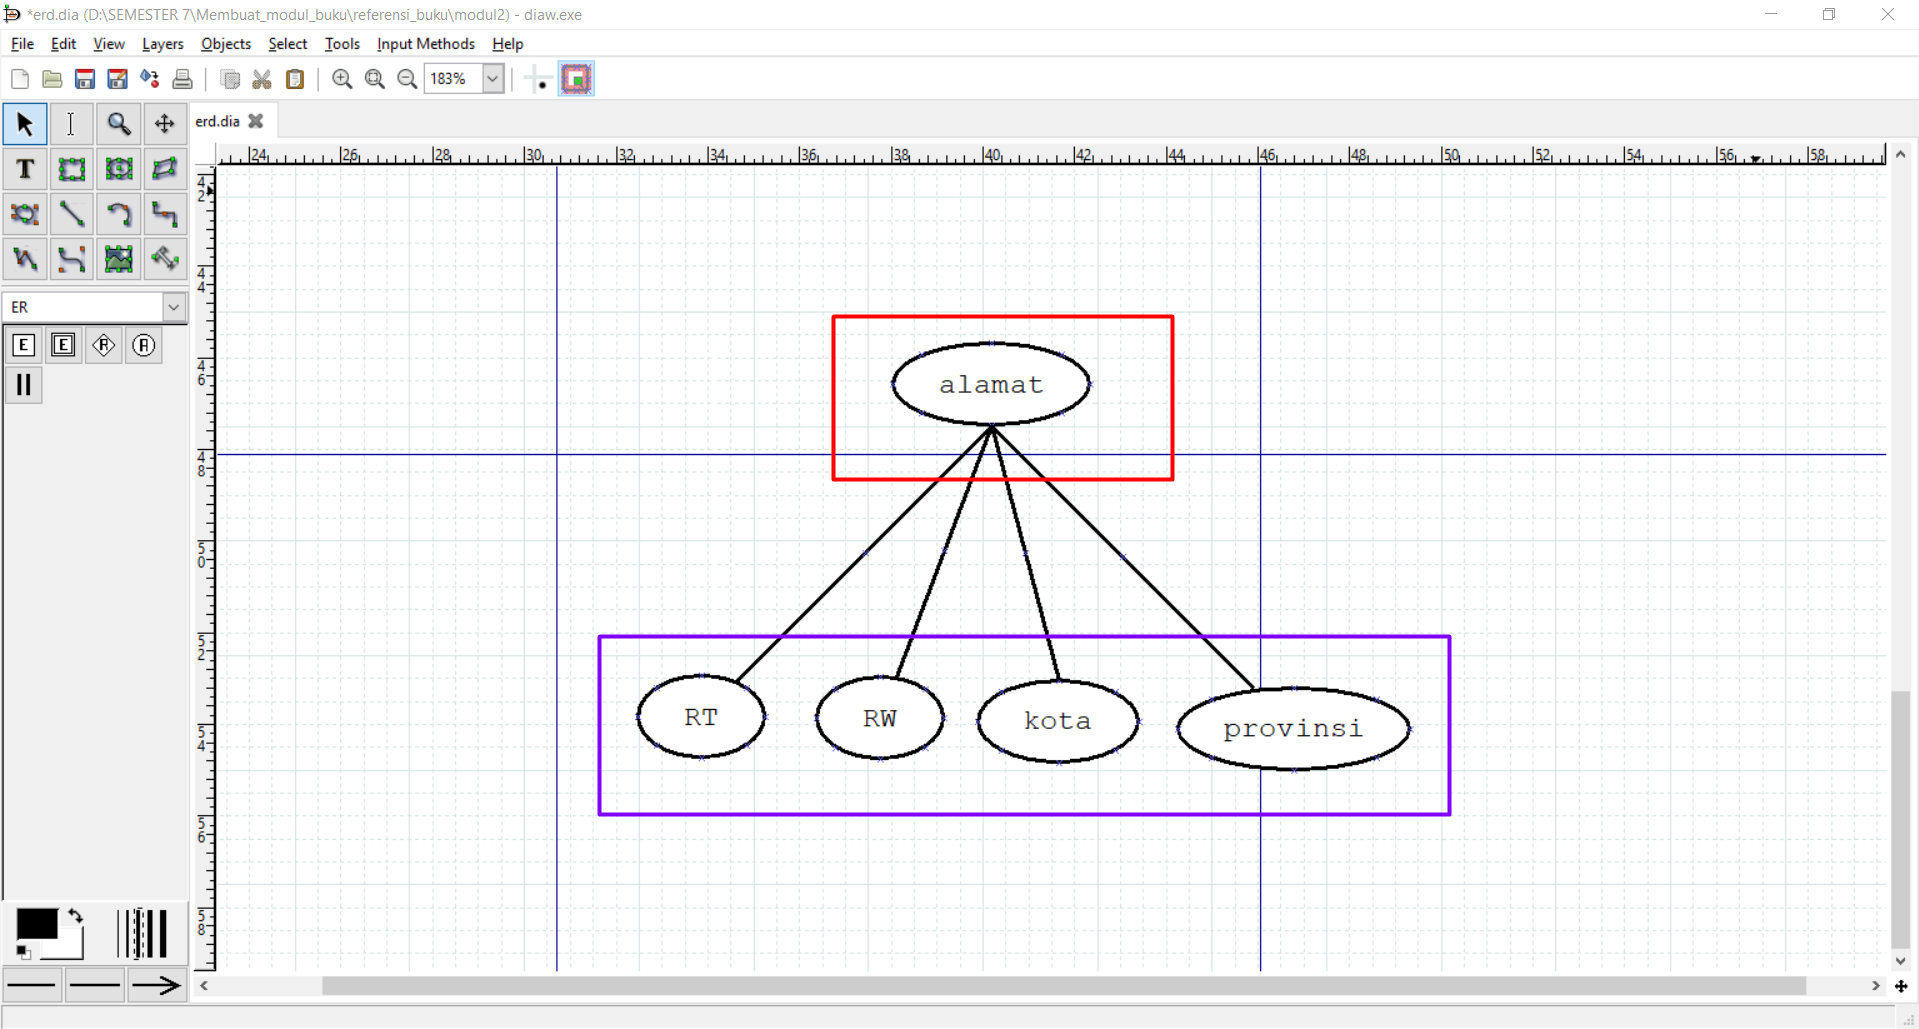 *erd.dia (D:\SEMESTER 7\Membuat_modul_buku\referensi_buku\modul2) - diaw.exe
File Edit View Layers Objects Select Tools Input Methods Help
183%
erd.dia
24 26 28 30 32 34 36 38 40 42 44 46 48 50 52 54 56 58
42
44
46
48
50
52
54
56
58
T
ER
E E R A
alamat
RT RW kota provinsi